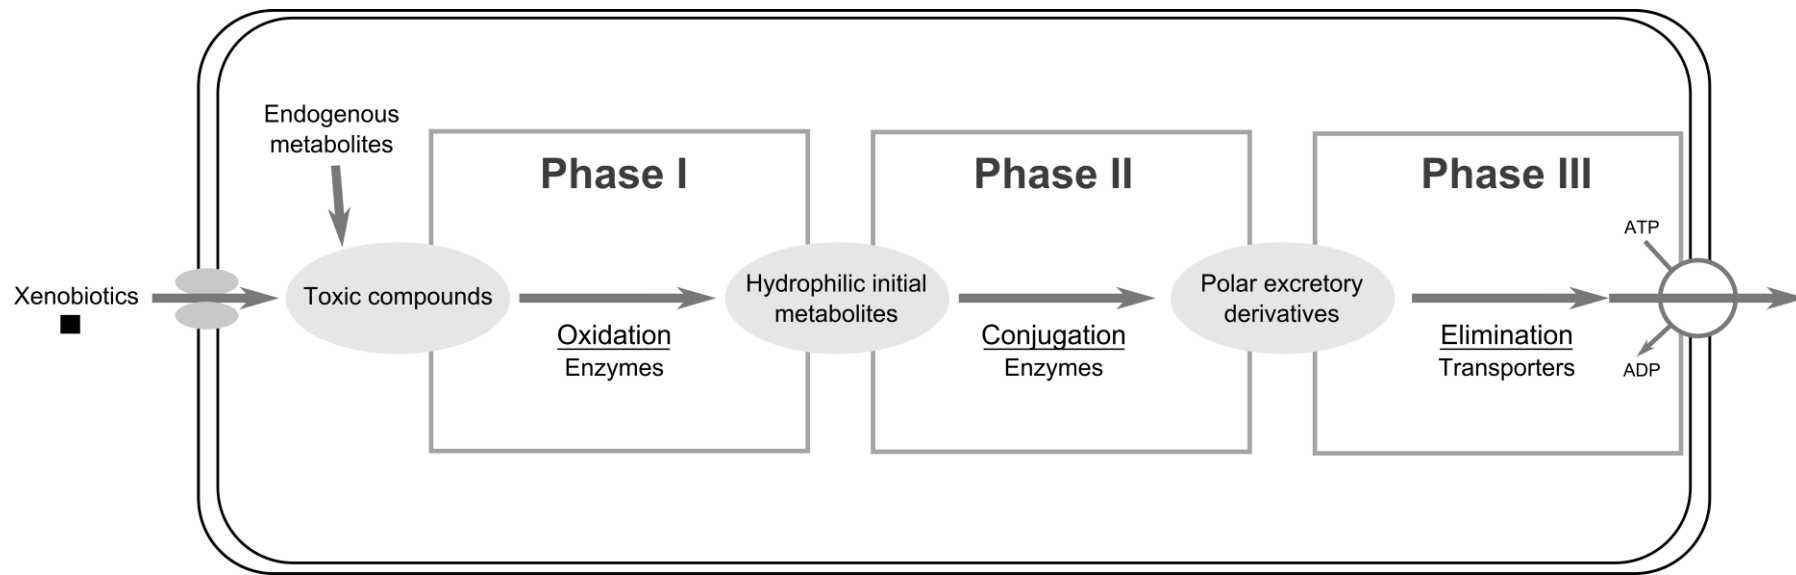 Endogenous
metabolites
Phase I
Phase II
Phase III
ATP
Xenobiotics
Toxic compounds
Hydrophilic initial
metabolites
Polar excretory
derivatives
Oxidation
Enzymes
Conjugation
Enzymes
Elimination
Transporters
ADP